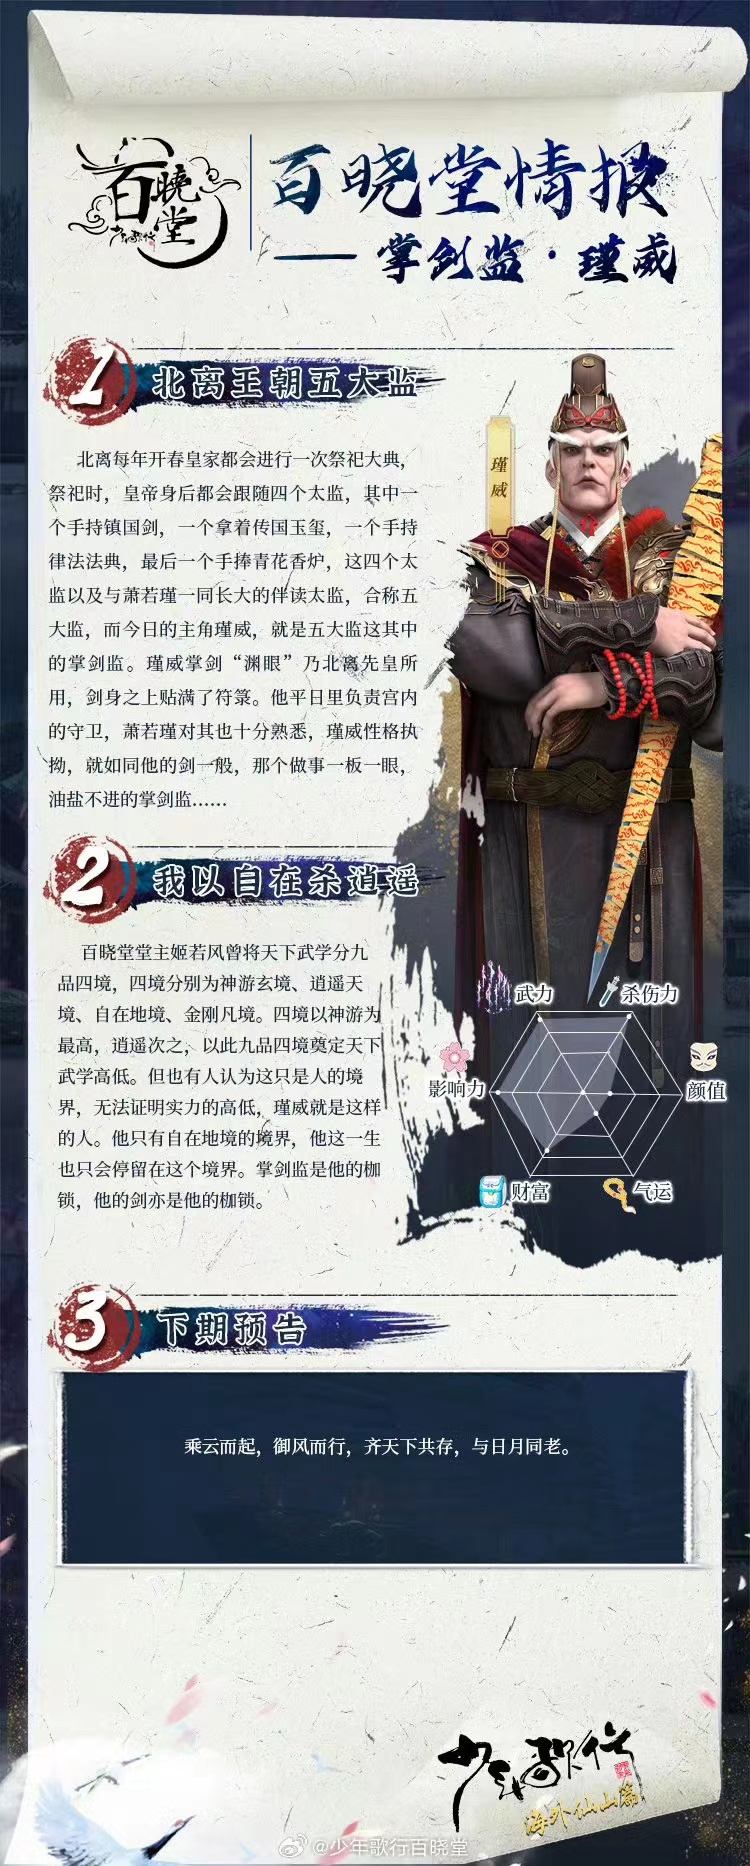 百晓堂
少年歌行
百晓堂情报
——掌剑监·瑾威
1 北离王朝五大监
北离每年开春皇家都会进行一次祭祀大典，
祭祀时，皇帝身后都会跟随四个太监，其中一
个手持镇国剑，一个拿着传国玉玺，一个手持
律法法典，最后一个手捧青花香炉，这四个太
监以及与萧若瑾一同长大的伴读太监，合称五
大监，而今日的主角瑾威，就是五大监这其中
的掌剑监。瑾威掌剑“渊眼”乃北离先皇所
用，剑身之上贴满了符箓。他平日里负责宫内
的守卫，萧若瑾对其也十分熟悉，瑾威性格执
拗，就如同他的剑一般，那个做事一板一眼，
油盐不进的掌剑监……
瑾威
2 我以自在杀逍遥
百晓堂堂主姬若风曾将天下武学分九
品四境，四境分别为神游玄境、逍遥天
境、自在地境、金刚凡境。四境以神游为
最高，逍遥次之，以此九品四境奠定天下
武学高低。但也有人认为这只是人的境
界，无法证明实力的高低，瑾威就是这样
的人。他只有自在地境的境界，他这一生
也只会停留在这个境界。掌剑监是他的枷
锁，他的剑亦是他的枷锁。
武力
杀伤力
影响力
颜值
财富
气运
3 下期预告
乘云而起，御风而行，齐天下共存，与日月同老。
少年歌行
海外仙山篇
@少年歌行百晓堂